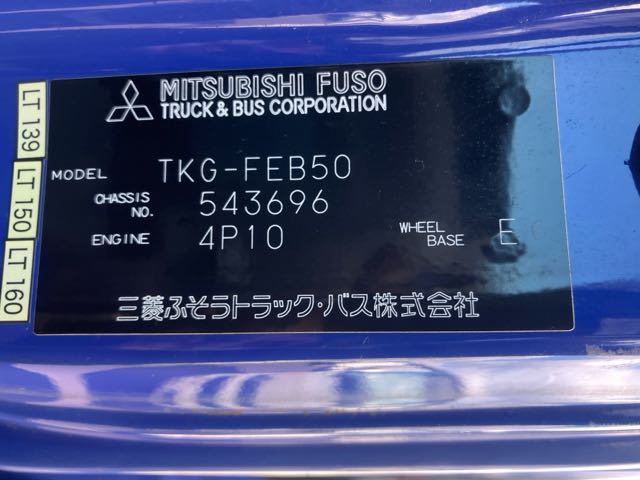 MITSUBISHI FUSO
TRUCK & BUS CORPORATION
MODEL TKG-FEB50
CHASSIS NO. 543696
ENGINE 4P10 WHEEL BASE E
三菱ふそうトラック・バス株式会社
LT 139
LT 150
LT 160